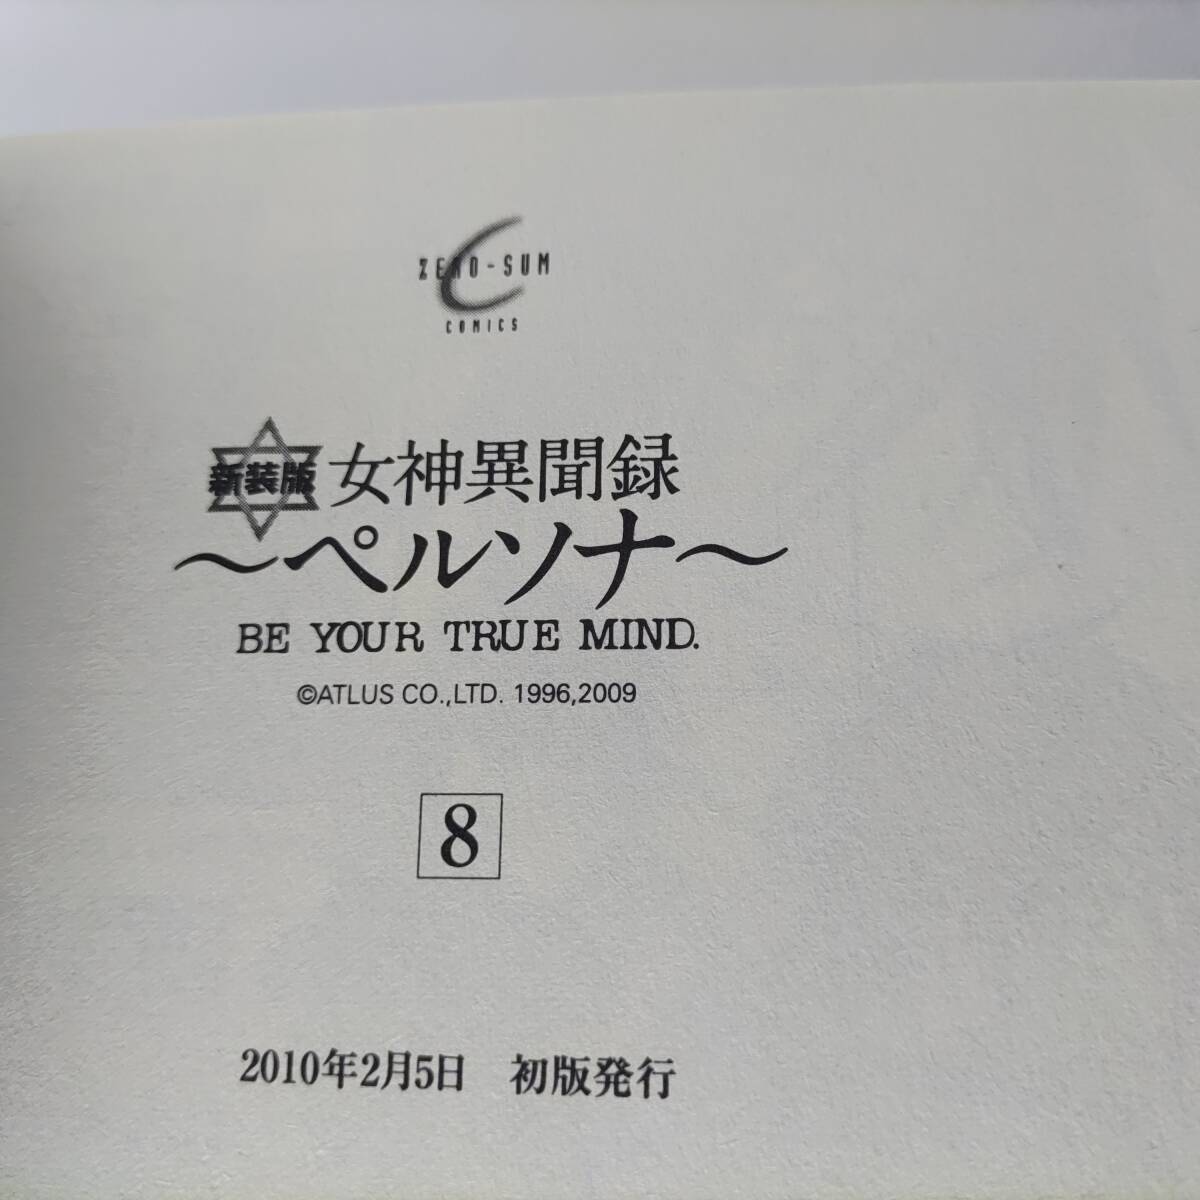 ZERO-SUM
COMICS
新装版 女神異聞録
～ペルソナ～
BE YOUR TRUE MIND.
©ATLUS CO.,LTD. 1996,2009
8
2010年2月5日 初版発行